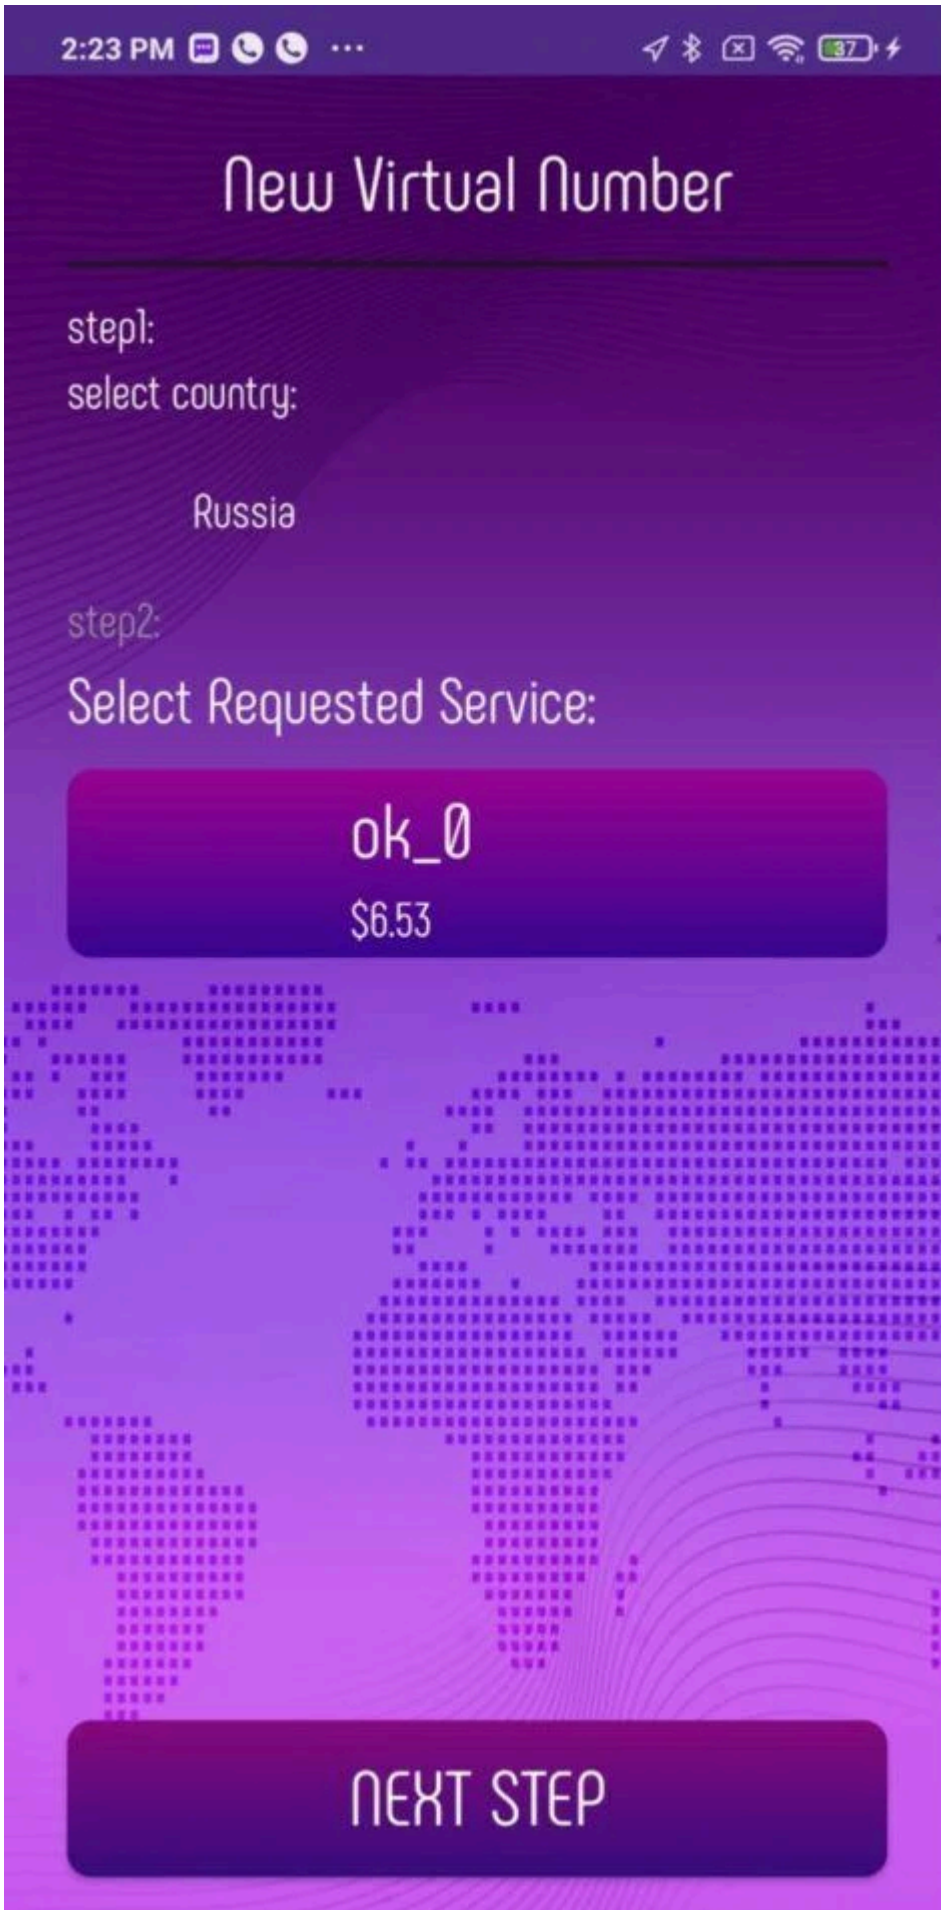 2:23 PM
37
New Virtual Number
step1:
select country:
Russia
step2:
Select Requested Service:
ok_0
$6.53
NEXT STEP